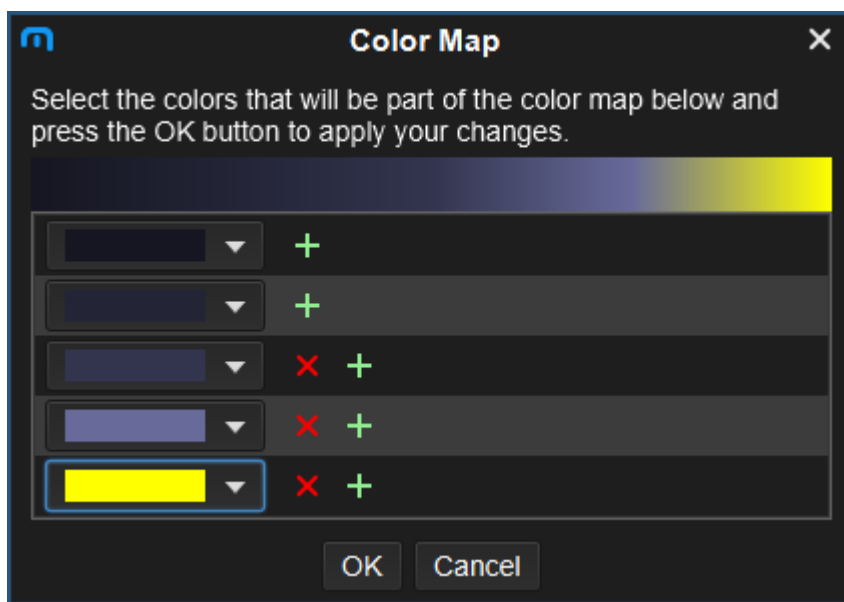 Color Map
Select the colors that will be part of the color map below and
press the OK button to apply your changes.
OK
Cancel